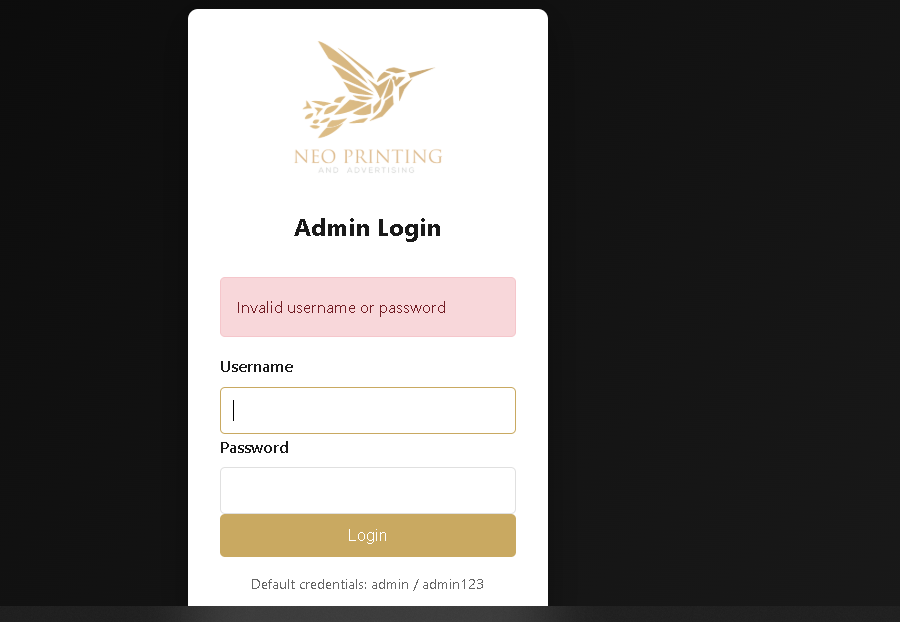 NEO PRINTING
AND ADVERTISING
Admin Login
Invalid username or password
Username
Password
Login
Default credentials: admin / admin123